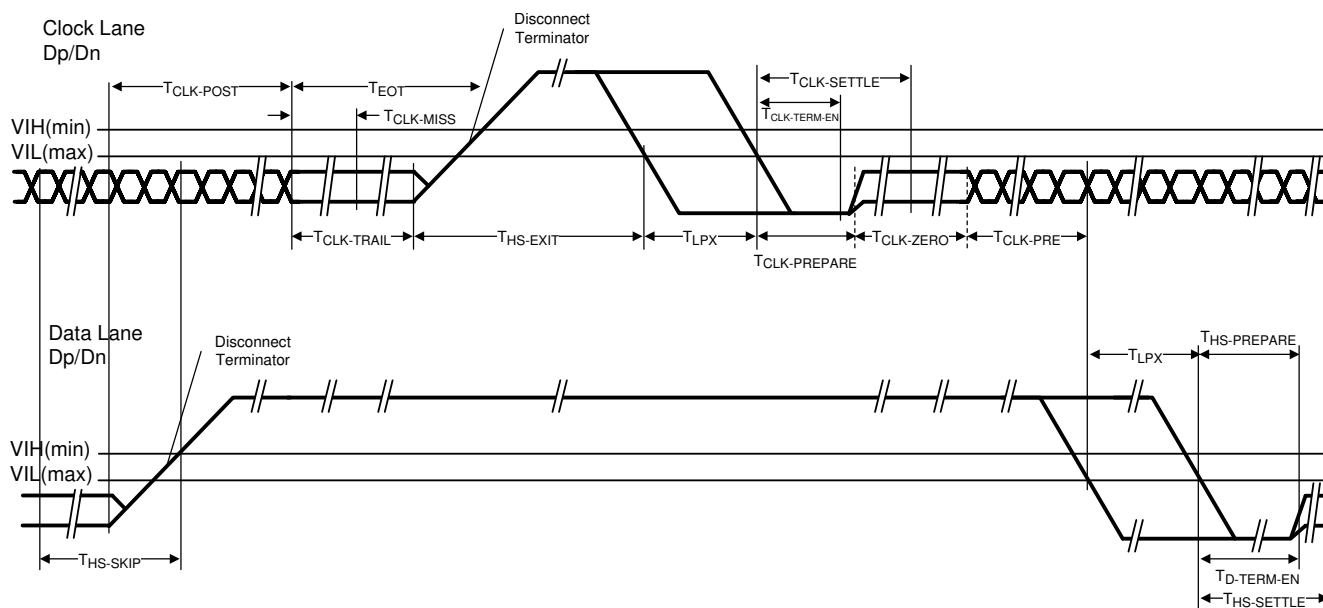 Clock Lane
Dp/Dn
Disconnect
Terminator
TCLK-POST
TEOT
TCLK-SETTLE
TCLK-MISS
TCLK-TERM-EN
VIH(min)
VIL(max)
TCLK-TRAIL
THS-EXIT
TLPX
TCLK-ZERO
TCLK-PRE
TCLK-PREPARE
Data Lane
Dp/Dn
Disconnect
Terminator
TLPX
THS-PREPARE
VIH(min)
VIL(max)
THS-SKIP
TD-TERM-EN
THS-SETTLE